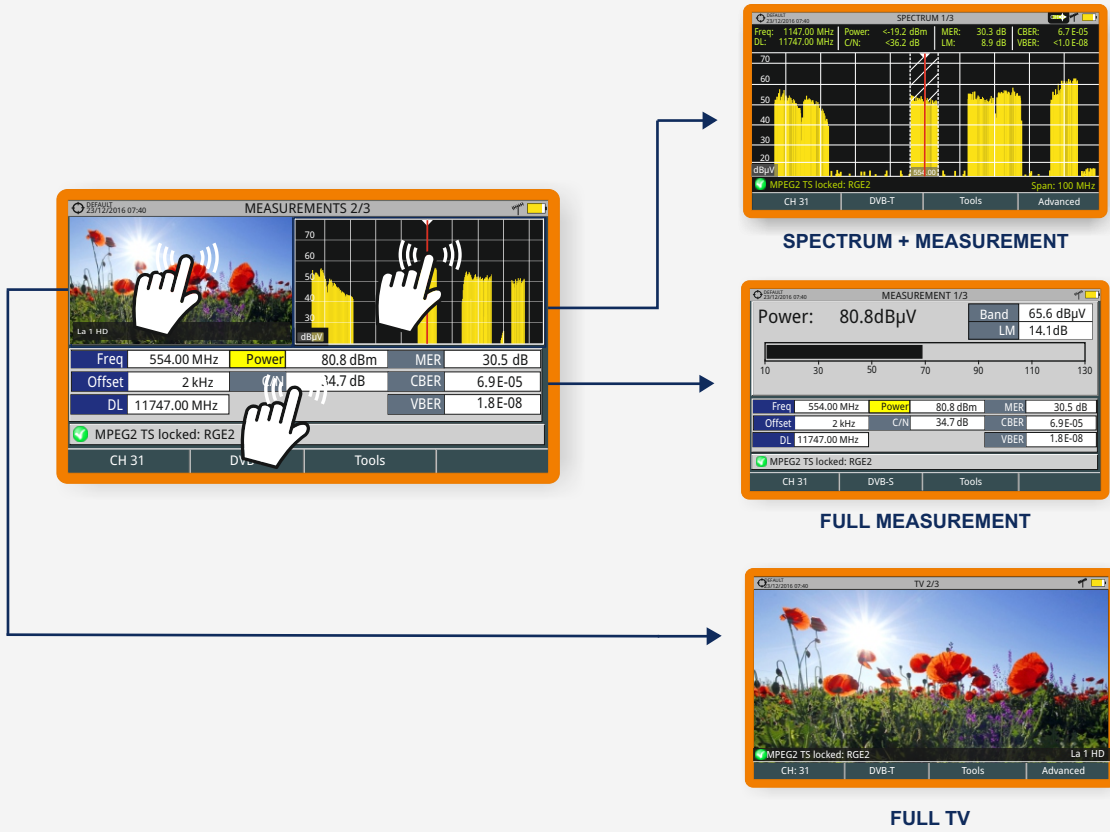 DEFAULT
23/12/2016 07:40
MEASUREMENTS 2/3
La 1 HD
70
60
50
40
30
dBµV
Freq 554.00 MHz Power 80.8 dBm MER 30.5 dB
Offset 2 kHz C/N 34.7 dB CBER 6.9E-05
DL 11747.00 MHz VBER 1.8E-08
MPEG2 TS locked: RGE2
CH 31 Tools
DEFAULT
23/12/2016 07:40
SPECTRUM 1/3
Freq: 1147.00 MHz Power: <-19.2 dBm MER: 30.3 dB CBER: 6.7 E-05
DL: 11747.00 MHz C/N: <36.2 dB LM: 8.9 dB VBER: <1.0 E-08
70
60
50
40
30
20
dBµV
554.00
MPEG2 TS locked: RGE2 Span: 100 MHz
CH 31 DVB-T Tools Advanced
SPECTRUM + MEASUREMENT
DEFAULT
23/12/2016 07:40
MEASUREMENT 1/3
Power: 80.8dBµV Band 65.6 dBµV
LM 14.1dB
10 30 50 70 90 110 130
Freq 554.00 MHz Power 80.8 dBm MER 30.5 dB
Offset 2 kHz C/N 34.7 dB CBER 6.9E-05
DL 11747.00 MHz VBER 1.8E-08
MPEG2 TS locked: RGE2
CH 31 DVB-S Tools
FULL MEASUREMENT
DEFAULT
23/12/2016 07:40
TV 2/3
MPEG2 TS locked: RGE2 La 1 HD
CH: 31 DVB-T Tools Advanced
FULL TV